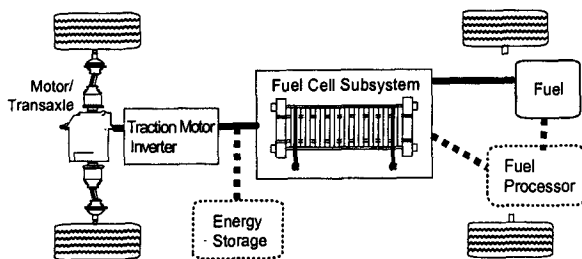 Motor/
Transaxle
Traction Motor
Inverter
Fuel Cell Subsystem
Energy
Storage
Fuel
Fuel
Processor